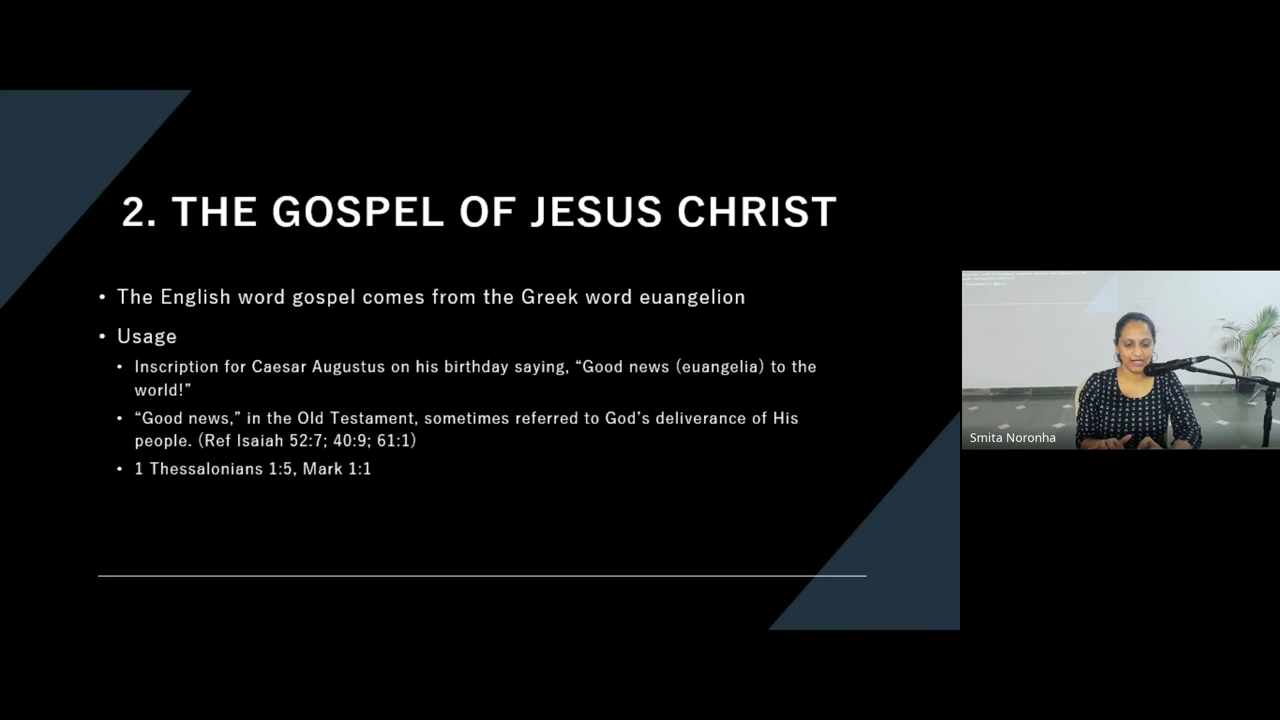 2. THE GOSPEL OF JESUS CHRIST
• The English word gospel comes from the Greek word euangelion
• Usage
• Inscription for Caesar Augustus on his birthday saying, “Good news (euangelia) to the
world!”
• “Good news,” in the Old Testament, sometimes referred to God’s deliverance of His
people. (Ref Isaiah 52:7; 40:9; 61:1)
• 1 Thessalonians 1:5, Mark 1:1
Smita Noronha